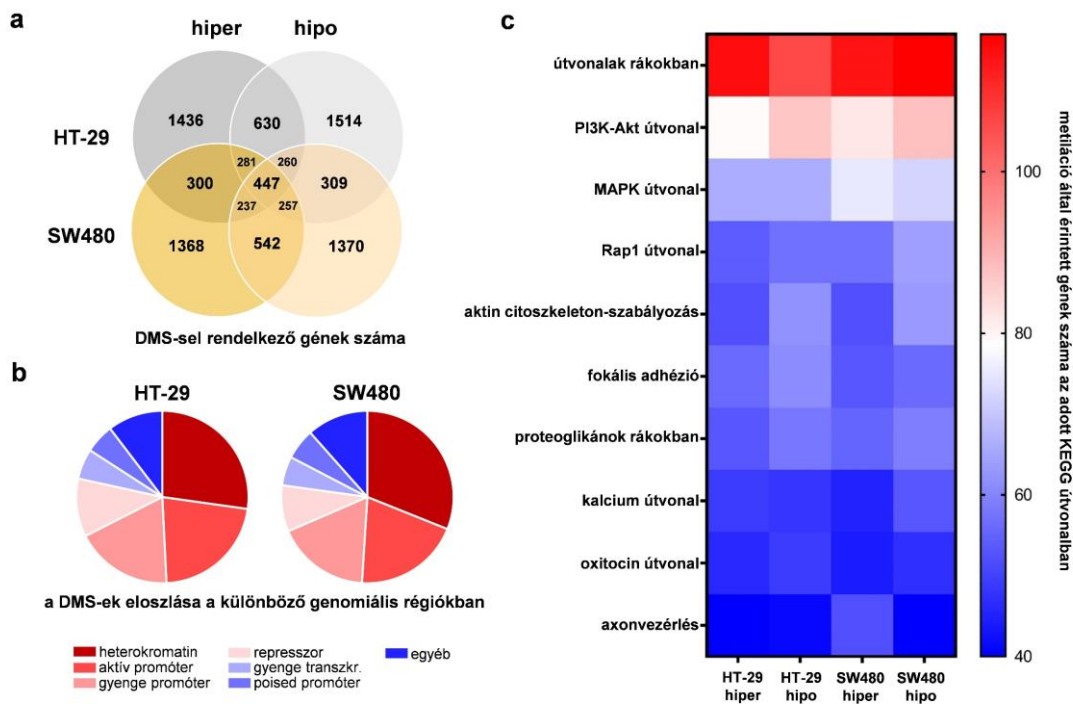 a
hiper
hipo
HT-29
SW480
1436
630
1514
281
260
300
447
309
237
257
1368
542
1370
DMS-sel rendelkező gének száma
b
HT-29
SW480
a DMS-ek eloszlása a különböző genomiális régiókban
heterokromatin
aktív promóter
gyenge promóter
represszor
gyenge transzkr.
poised promóter
egyéb
c
útvonalak rákokban
PI3K-Akt útvonal
MAPK útvonal
Rap1 útvonal
aktin citoszkeleton-szabályozás
fokális adhézió
proteoglikánok rákokban
kalcium útvonal
oxitocin útvonal
axonvezérlés
HT-29
hiper
HT-29
hipo
SW480
hiper
SW480
hipo
100
80
60
40
metiláció által érintett gének száma az adott KEGG útvonalban